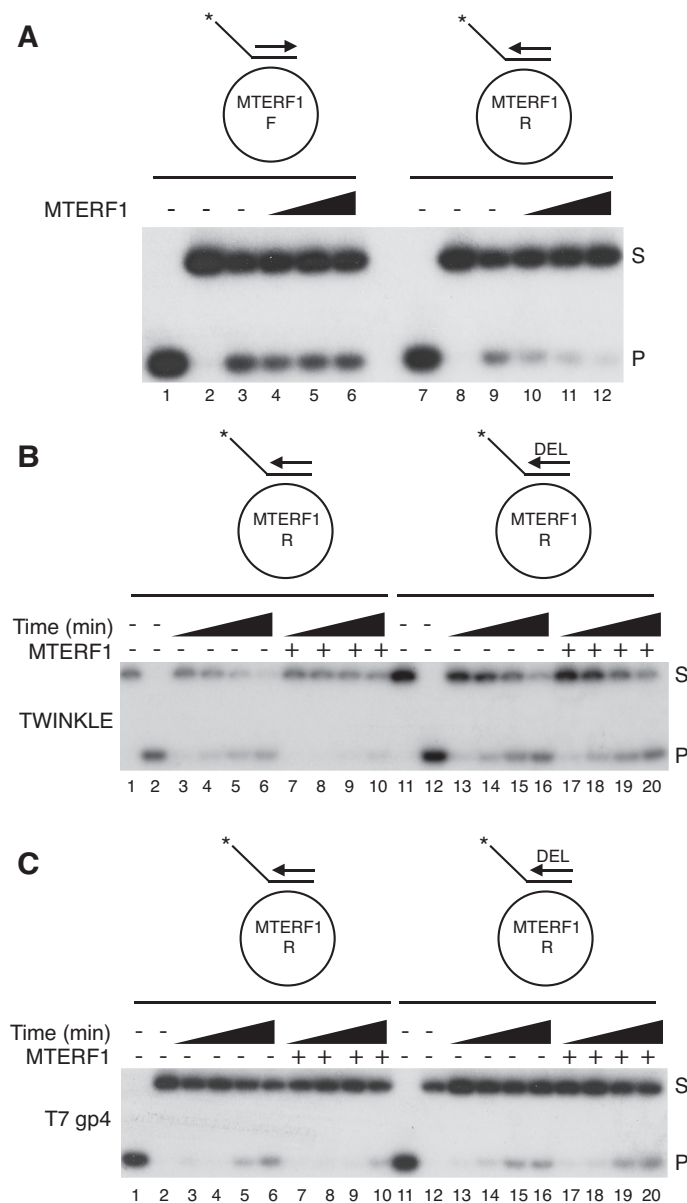 A
*
*
MTERF1
F
MTERF1
R
MTERF1 - - - - - -
S
P
1 2 3 4 5 6 7 8 9 10 11 12
B
*
*
DEL
MTERF1
R
MTERF1
R
Time (min) - - - -
MTERF1 - - - - - - + + + + - - - - - - + + + +
TWINKLE
S
P
1 2 3 4 5 6 7 8 9 10 11 12 13 14 15 16 17 18 19 20
C
*
*
DEL
MTERF1
R
MTERF1
R
Time (min) - - - -
MTERF1 - - - - - - + + + + - - - - - - + + + +
T7 gp4
S
P
1 2 3 4 5 6 7 8 9 10 11 12 13 14 15 16 17 18 19 20